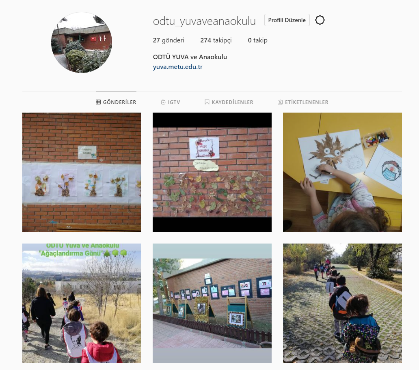 odtu_yuvaveanaokulu
Profili Düzenle
27 gönderi 274 takipçi 0 takip
ODTÜ YUVA ve Anaokulu
yuva.metu.edu.tr
GÖNDERİLER IGTV KAYDEDİLENLER ETİKETLENENLER
ODTÜ Yuva ve Anaokulu
"Ağaçlandırma Günü"